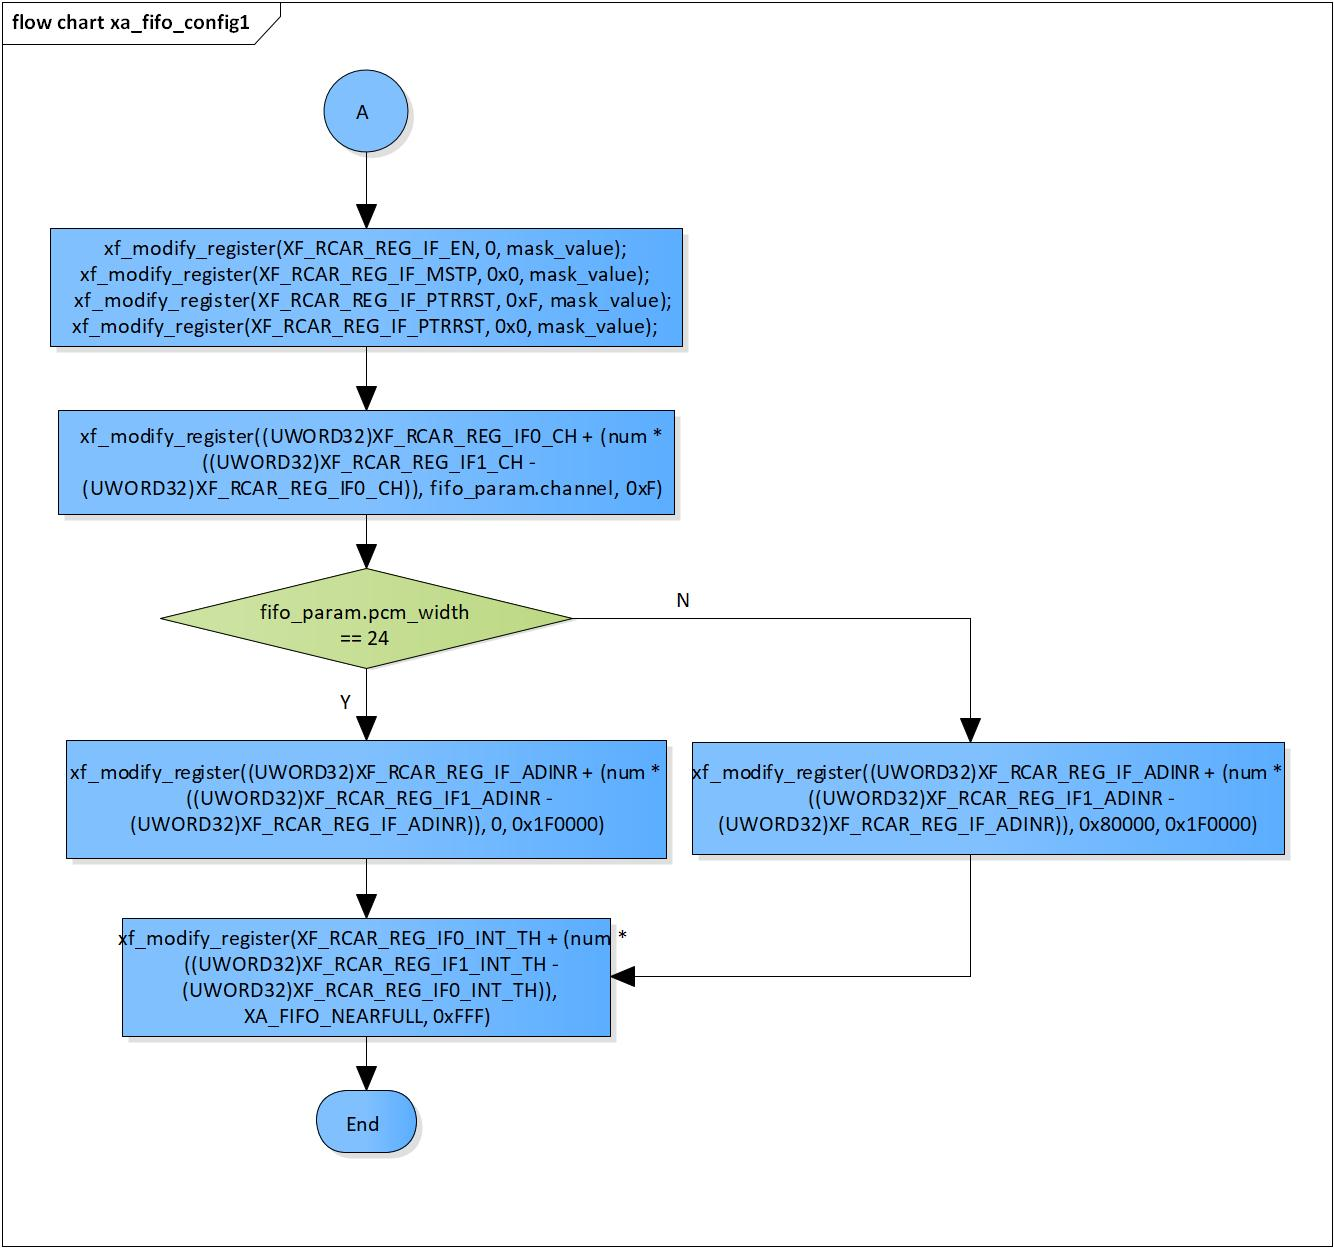 flow chart xa_fifo_config1
A
xf_modify_register(XF_RCAR_REG_IF_EN, 0, mask_value);
xf_modify_register(XF_RCAR_REG_IF_MSTP, 0x0, mask_value);
xf_modify_register(XF_RCAR_REG_IF_PTRRST, 0xF, mask_value);
xf_modify_register(XF_RCAR_REG_IF_PTRRST, 0x0, mask_value);
xf_modify_register((UWORD32)XF_RCAR_REG_IF0_CH + (num *
((UWORD32)XF_RCAR_REG_IF1_CH -
(UWORD32)XF_RCAR_REG_IF0_CH)), fifo_param.channel, 0xF)
fifo_param.pcm_width
== 24
N
Y
xf_modify_register((UWORD32)XF_RCAR_REG_IF_ADINR + (num *
((UWORD32)XF_RCAR_REG_IF1_ADINR -
(UWORD32)XF_RCAR_REG_IF_ADINR)), 0, 0x1F0000)
xf_modify_register((UWORD32)XF_RCAR_REG_IF_ADINR + (num *
((UWORD32)XF_RCAR_REG_IF1_ADINR -
(UWORD32)XF_RCAR_REG_IF_ADINR)), 0x80000, 0x1F0000)
xf_modify_register(XF_RCAR_REG_IF0_INT_TH + (num *
((UWORD32)XF_RCAR_REG_IF1_INT_TH -
(UWORD32)XF_RCAR_REG_IF0_INT_TH)),
XA_FIFO_NEARFULL, 0xFFF)
End